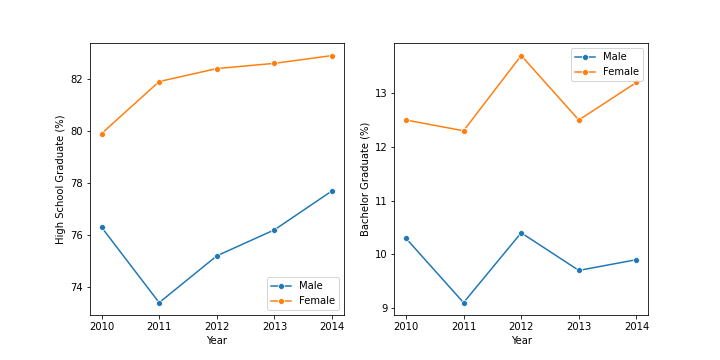 High School Graduate (%)
82
80
78
76
74
2010 2011 2012 2013 2014
Year
Male
Female
Bachelor Graduate (%)
13
12
11
10
9
2010 2011 2012 2013 2014
Year
Male
Female